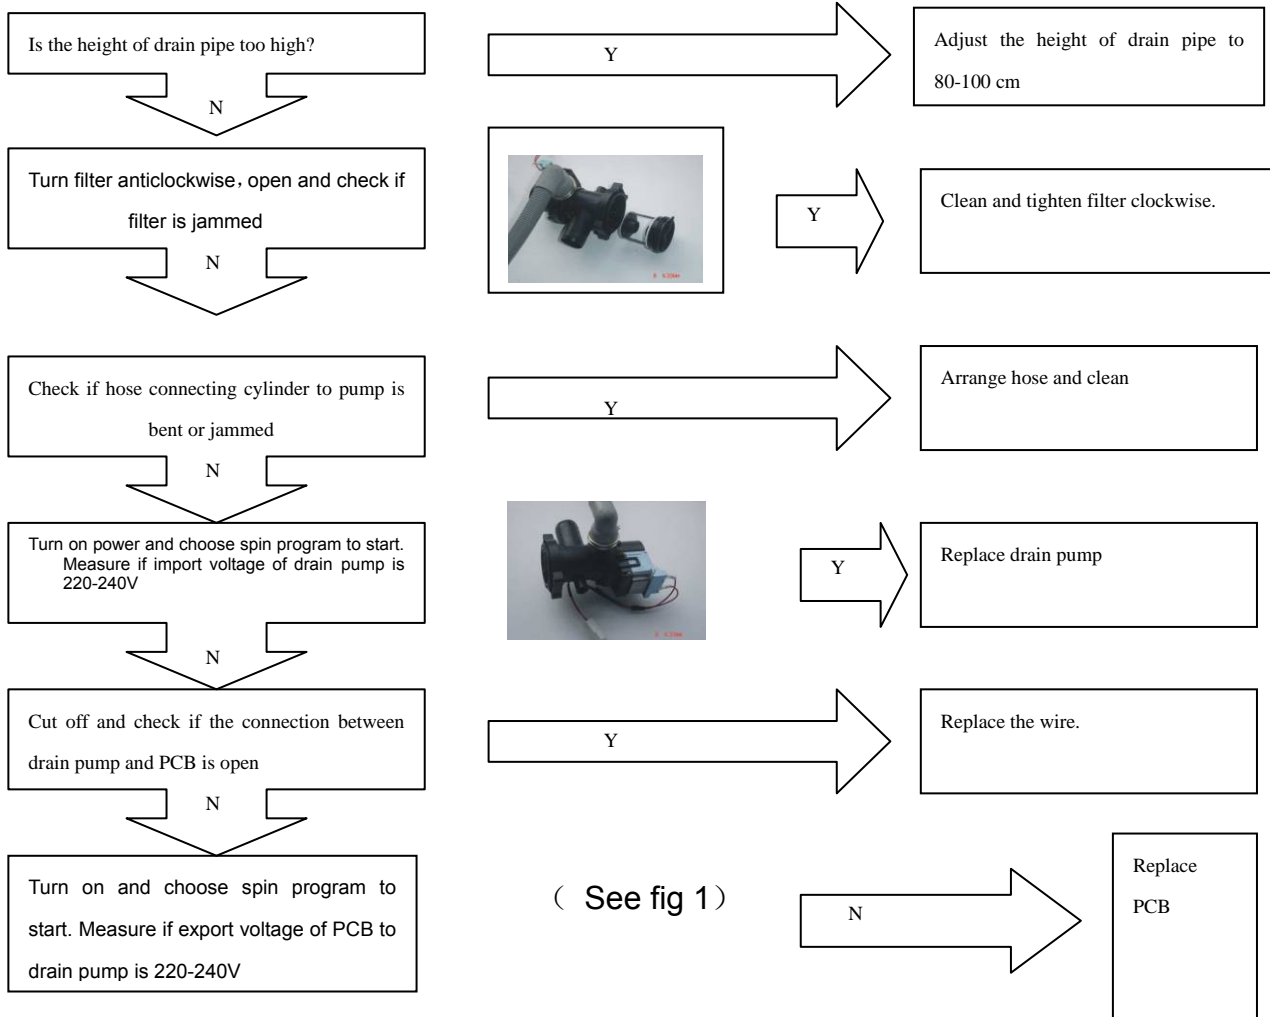 Is the height of drain pipe too high?
Y
Adjust the height of drain pipe to
80-100 cm
N
Turn filter anticlockwise，open and check if
filter is jammed
Y
Clean and tighten filter clockwise.
N
Check if hose connecting cylinder to pump is
bent or jammed
Y
Arrange hose and clean
N
Turn on power and choose spin program to start.
Measure if import voltage of drain pump is
220-240V
Y
Replace drain pump
N
Cut off and check if the connection between
drain pump and PCB is open
Y
Replace the wire.
N
Turn on and choose spin program to
start. Measure if export voltage of PCB to
drain pump is 220-240V
（ See fig 1）
N
Replace
PCB